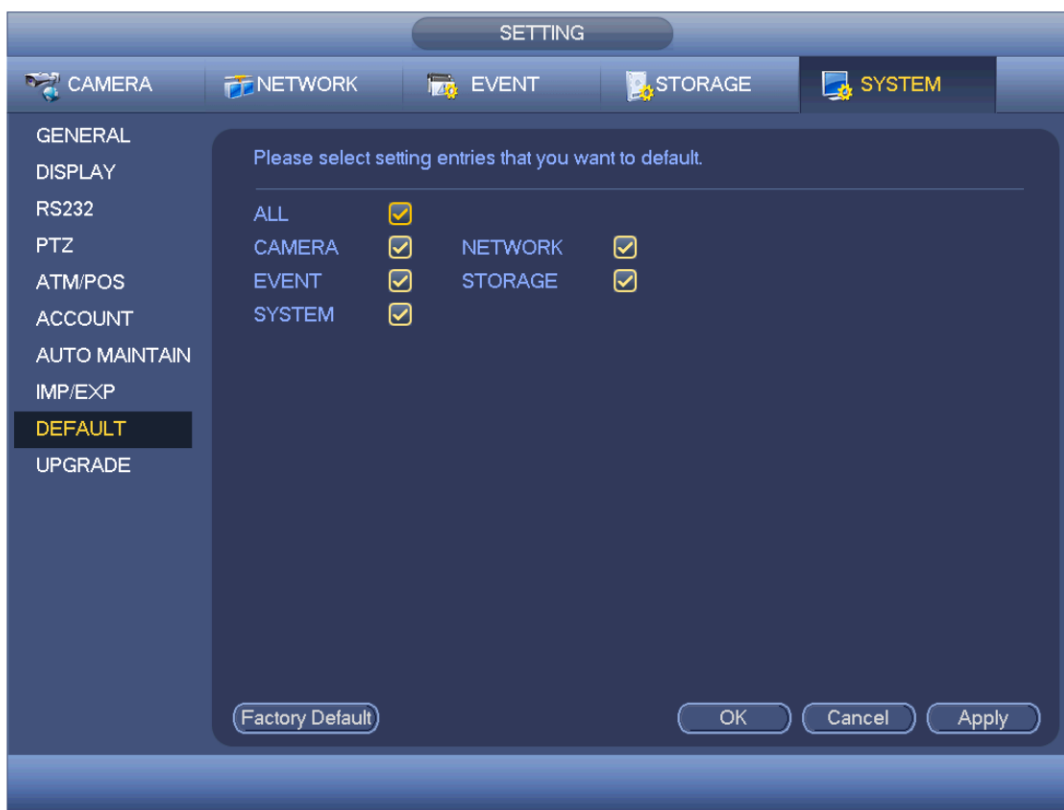 SETTING
CAMERA NETWORK EVENT STORAGE SYSTEM
GENERAL
DISPLAY
RS232
PTZ
ATM/POS
ACCOUNT
AUTO MAINTAIN
IMP/EXP
DEFAULT
UPGRADE
Please select setting entries that you want to default.
ALL
CAMERA NETWORK
EVENT STORAGE
SYSTEM
Factory Default OK Cancel Apply